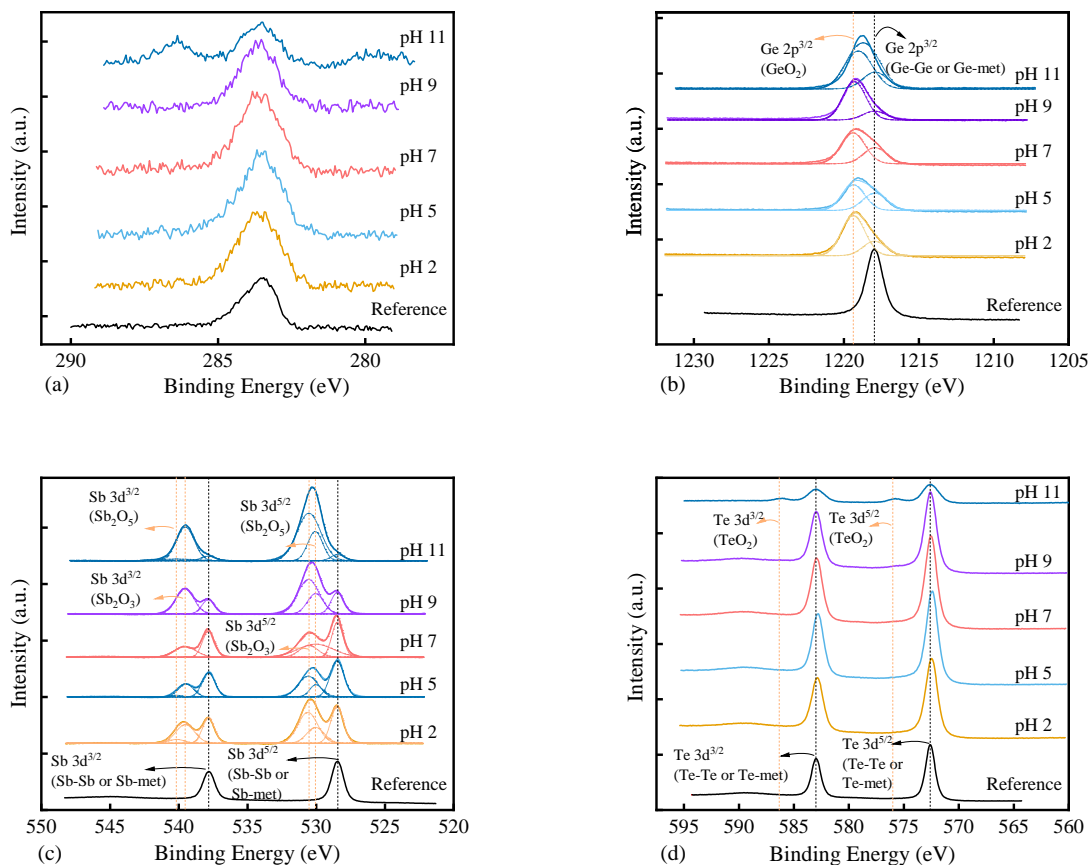 Intensity (a.u.)
pH 11
pH 9
pH 7
pH 5
pH 2
Reference
290 285 280
(a)
Binding Energy (eV)
Intensity (a.u.)
Ge 2p3/2
(GeO2)
Ge 2p3/2
(Ge-Ge or Ge-met)
pH 11
pH 9
pH 7
pH 5
pH 2
Reference
1230 1225 1220 1215 1210 1205
(b)
Binding Energy (eV)
Intensity (a.u.)
Sb 3d3/2
(Sb2O5)
Sb 3d5/2
(Sb2O5)
pH 11
Sb 3d3/2
(Sb2O3)
pH 9
Sb 3d5/2
(Sb2O3)
pH 7
pH 5
pH 2
Sb 3d3/2
(Sb-Sb or Sb-met)
Sb 3d5/2
(Sb-Sb or
Sb-met)
Reference
550 540 530 520
(c)
Binding Energy (eV)
Intensity (a.u.)
pH 11
Te 3d3/2
(TeO2)
Te 3d5/2
(TeO2)
pH 9
pH 7
pH 5
pH 2
Te 3d3/2
(Te-Te or Te-met)
Te 3d5/2
(Te-Te or
Te-met)
Reference
595 590 585 580 575 570 565 560
(d)
Binding Energy (eV)